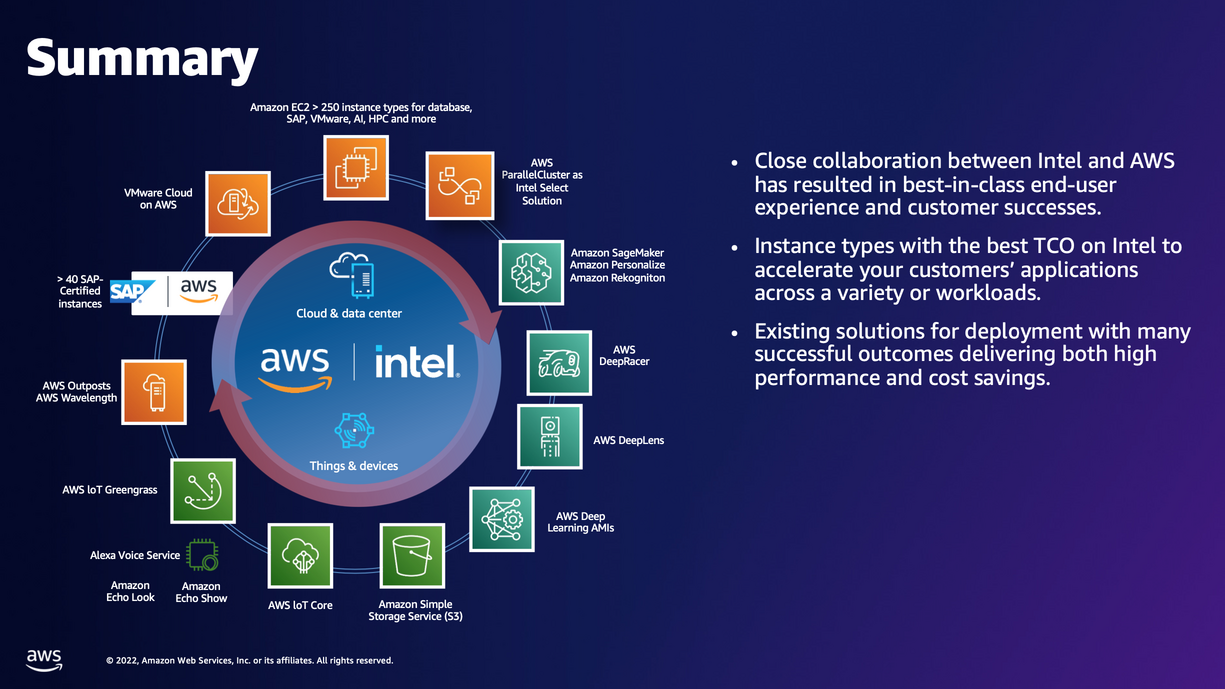 Summary
Amazon EC2 > 250 instance types for database,
SAP, VMware, AI, HPC and more
AWS
ParallelCluster as
Intel Select
Solution
VMware Cloud
on AWS
Amazon SageMaker
Amazon Personalize
Amazon Rekogniton
> 40 SAP-
Certified
instances
SAP
aws
Cloud & data center
aws
intel.
AWS
DeepRacer
AWS Outposts
AWS Wavelength
AWS DeepLens
Things & devices
AWS IoT Greengrass
AWS Deep
Learning AMIs
Alexa Voice Service
Amazon
Echo Look
Amazon
Echo Show
AWS IoT Core
Amazon Simple
Storage Service (S3)
• Close collaboration between Intel and AWS
has resulted in best-in-class end-user
experience and customer successes.
• Instance types with the best TCO on Intel to
accelerate your customers’ applications
across a variety or workloads.
• Existing solutions for deployment with many
successful outcomes delivering both high
performance and cost savings.
aws
© 2022, Amazon Web Services, Inc. or its affiliates. All rights reserved.